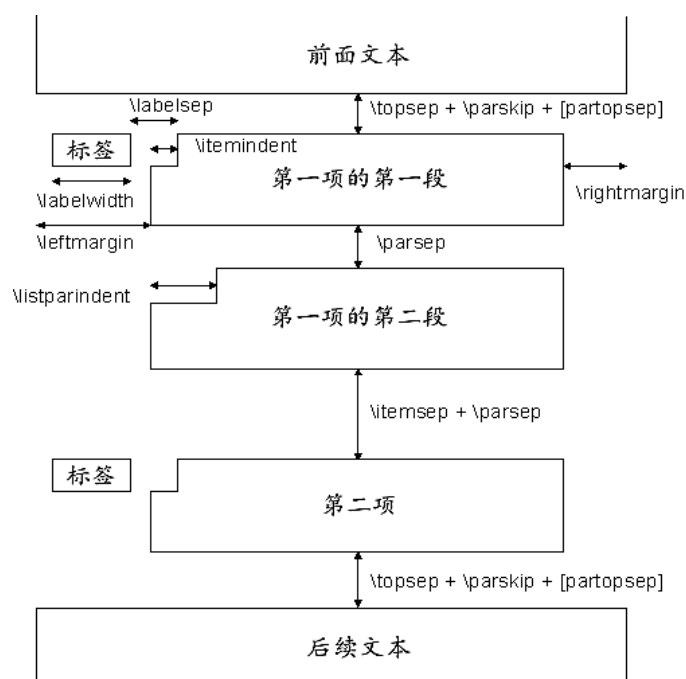 前面文本
\labelsep
\topsep + \parskip + [partopsep]
标签
\itemindent
第一项的第一段
\labelwidth
\rightmargin
\leftmargin
\parsep
\listparindent
第一项的第二段
\itemsep + \parsep
标签
第二项
\topsep + \parskip + [partopsep]
后续文本